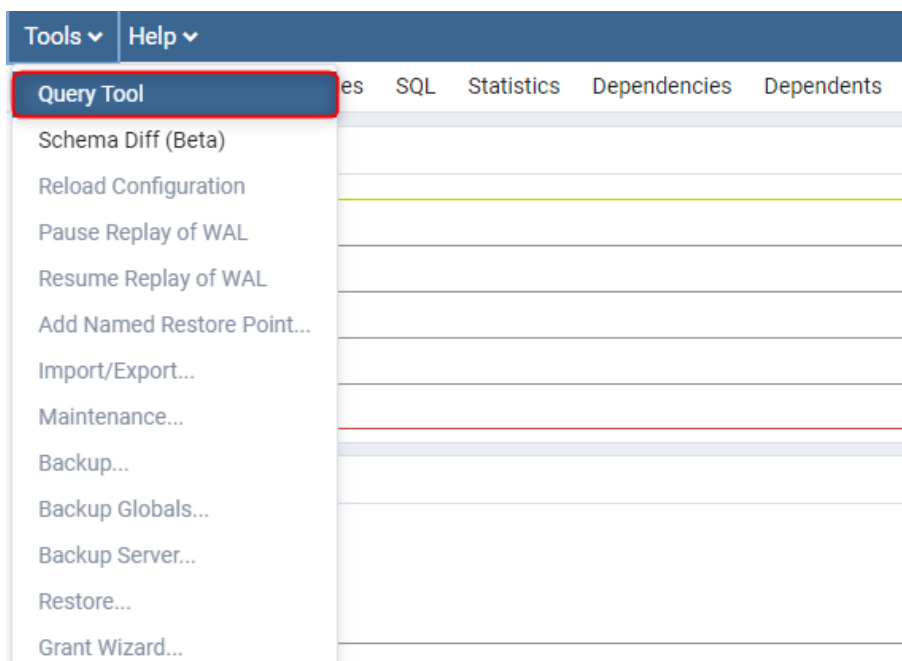 Tools Help
Query Tool
es SQL Statistics Dependencies Dependents
Schema Diff (Beta)
Reload Configuration
Pause Replay of WAL
Resume Replay of WAL
Add Named Restore Point...
Import/Export...
Maintenance...
Backup...
Backup Globals...
Backup Server...
Restore...
Grant Wizard...